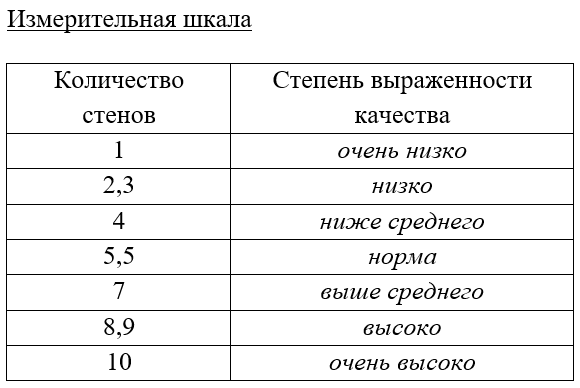 Измерительная шкала
Количество стенов
Степень выраженности качества
1
очень низко
2,3
низко
4
ниже среднего
5,5
норма
7
выше среднего
8,9
высоко
10
очень высоко